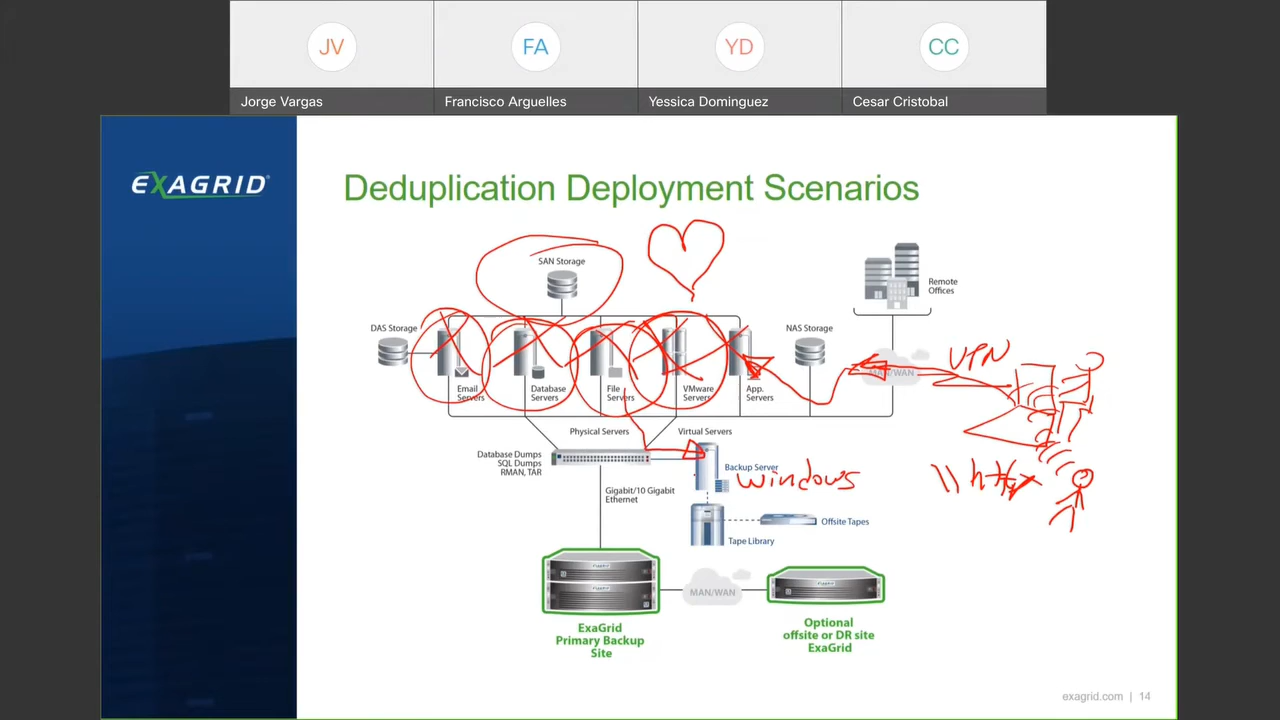 JV
FA
YD
CC
Jorge Vargas
Francisco Arguelles
Yessica Dominguez
Cesar Cristobal
EXAGRID®
Deduplication Deployment Scenarios
SAN Storage
Remote
Offices
DAS Storage
NAS Storage
VPN
MAN/WAN
Email
Servers
Database
Servers
File
Servers
VMware
Servers
App.
Servers
Physical Servers
Virtual Servers
Database Dumps
SQL Dumps
RMAN, TAR
Backup Server
windows
Gigabit/10 Gigabit
Ethernet
Offsite Tapes
Tape Library
MAN/WAN
ExaGrid
Primary Backup
Site
Optional
offsite or DR site
ExaGrid
exagrid.com | 14